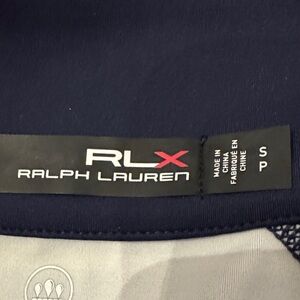 RLX
RALPH LAUREN
MADE IN
CHINA
FABRIQUÉ EN
CHINE
S
P